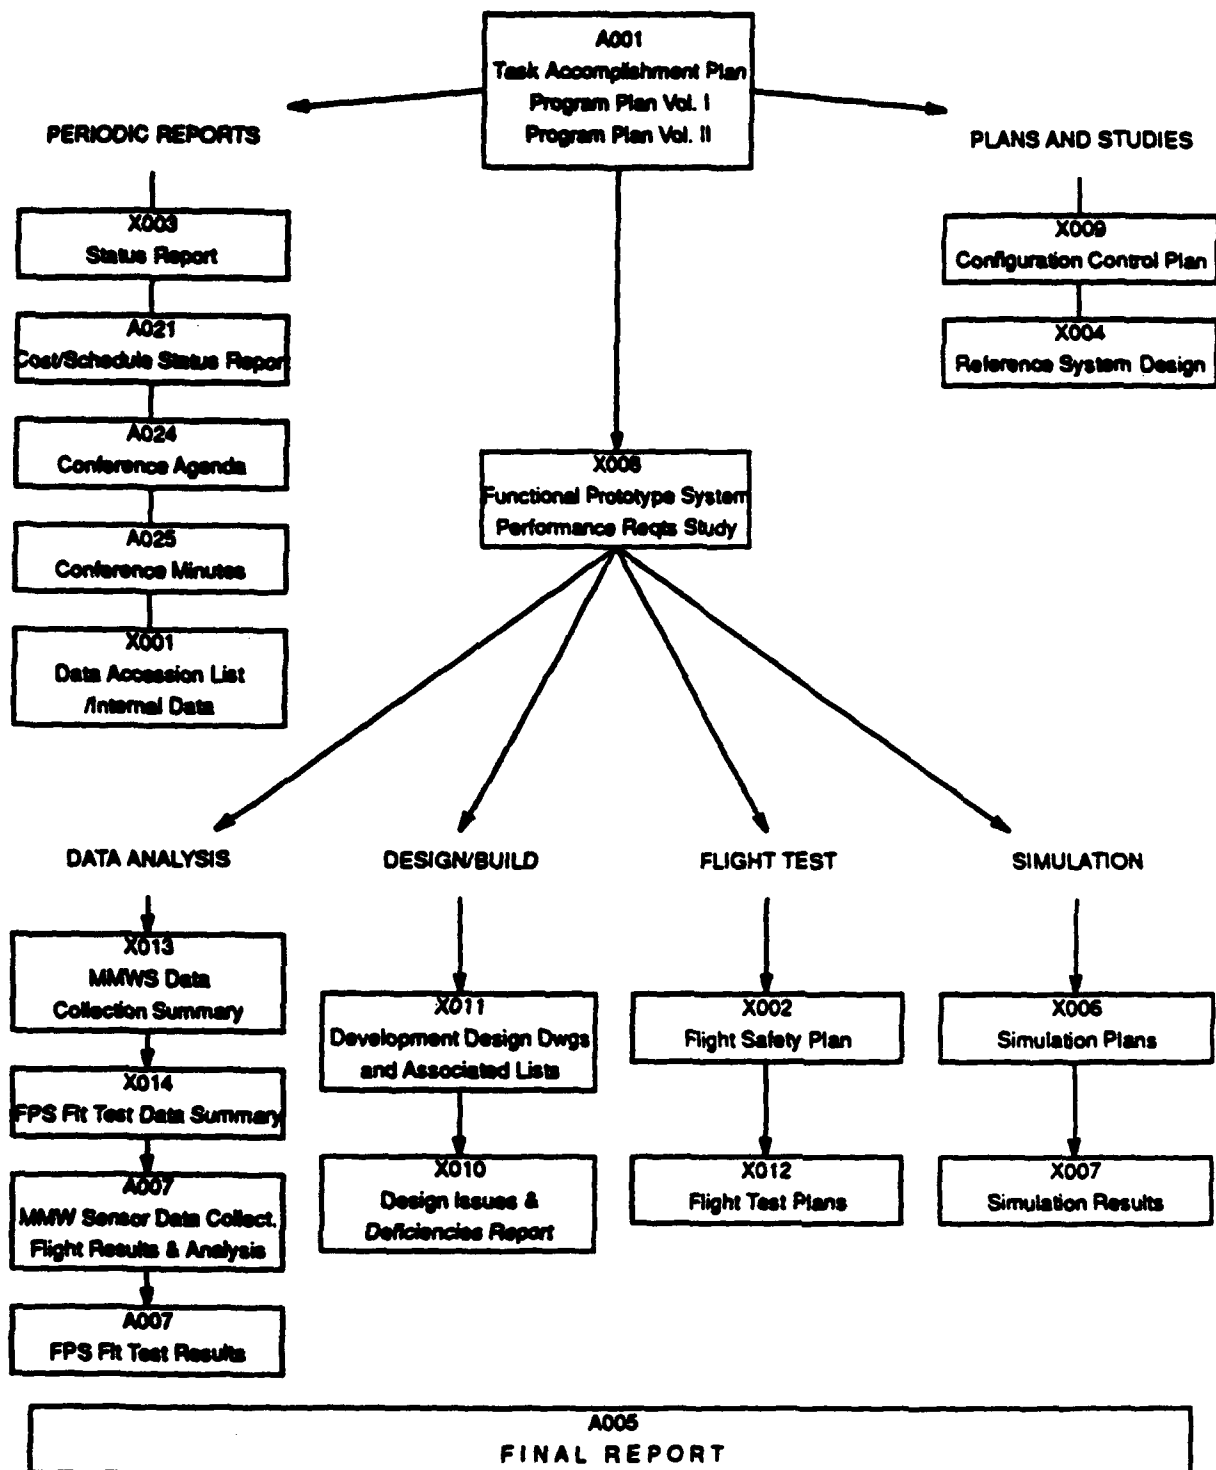 A001
Task Accomplishment Plan
Program Plan Vol. I
Program Plan Vol. II
PERIODIC REPORTS
X003
Status Report
A021
Cost/Schedule Status Report
A024
Conference Agenda
A025
Conference Minutes
X001
Data Accession List
/Internal Data
PLANS AND STUDIES
X009
Configuration Control Plan
X004
Reference System Design
X008
Functional Prototype System
Performance Reqts Study
DATA ANALYSIS
X013
MMWS Data
Collection Summary
X014
FPS Flt Test Data Summary
A007
MMW Sensor Data Collect.
Flight Results & Analysis
A007
FPS Flt Test Results
DESIGN/BUILD
X011
Development Design Dwgs
and Associated Lists
X010
Design Issues &
Deficiencies Report
FLIGHT TEST
X002
Flight Safety Plan
X012
Flight Test Plans
SIMULATION
X006
Simulation Plans
X007
Simulation Results
A005
FINAL REPORT